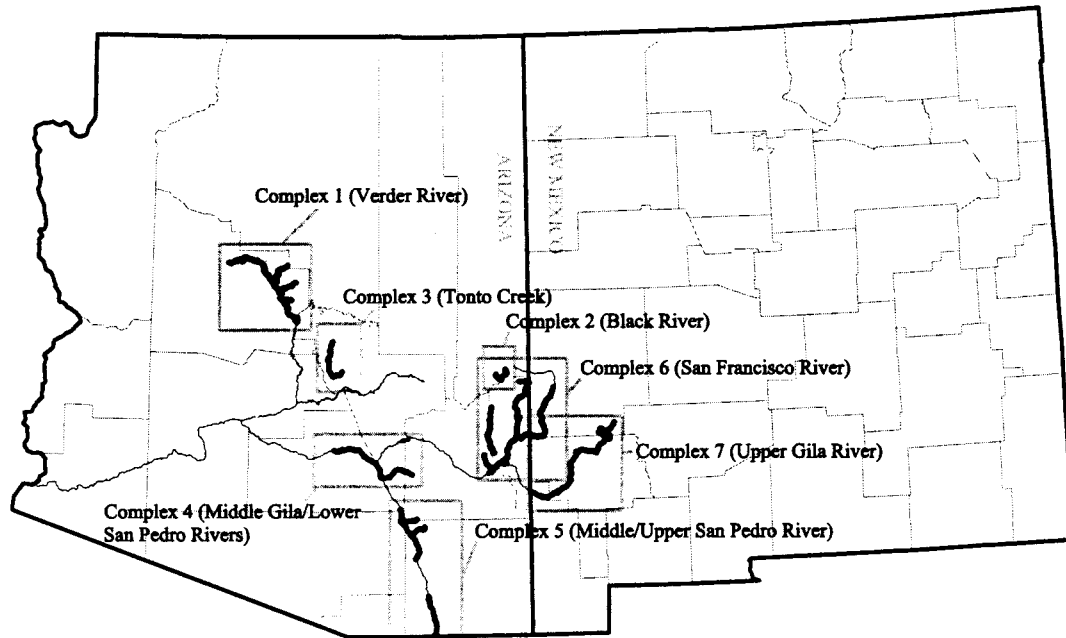 NEW MEXICO
ARIZONA
Complex 1 (Verder River)
Complex 3 (Tonto Creek)
Complex 2 (Black River)
Complex 6 (San Francisco River)
Complex 7 (Upper Gila River)
Complex 4 (Middle Gila/Lower
San Pedro Rivers)
Complex 5 (Middle/Upper San Pedro River)